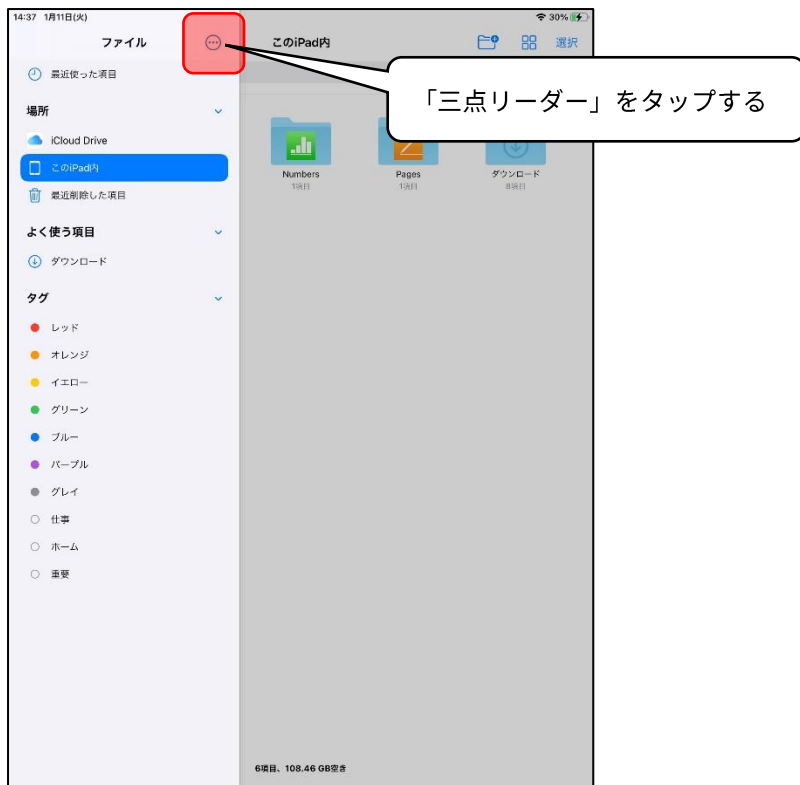 14:37 1月11日(火)
30%
ファイル
このiPad内
選択
「三点リーダー」をタップする
最近使った項目
場所
iCloud Drive
このiPad内
最近削除した項目
よく使う項目
ダウンロード
タグ
レッド
オレンジ
イエロー
グリーン
ブルー
パープル
グレイ
仕事
ホーム
重要
Numbers
1項目
Pages
1項目
ダウンロード
8項目
6項目、108.46 GB空き